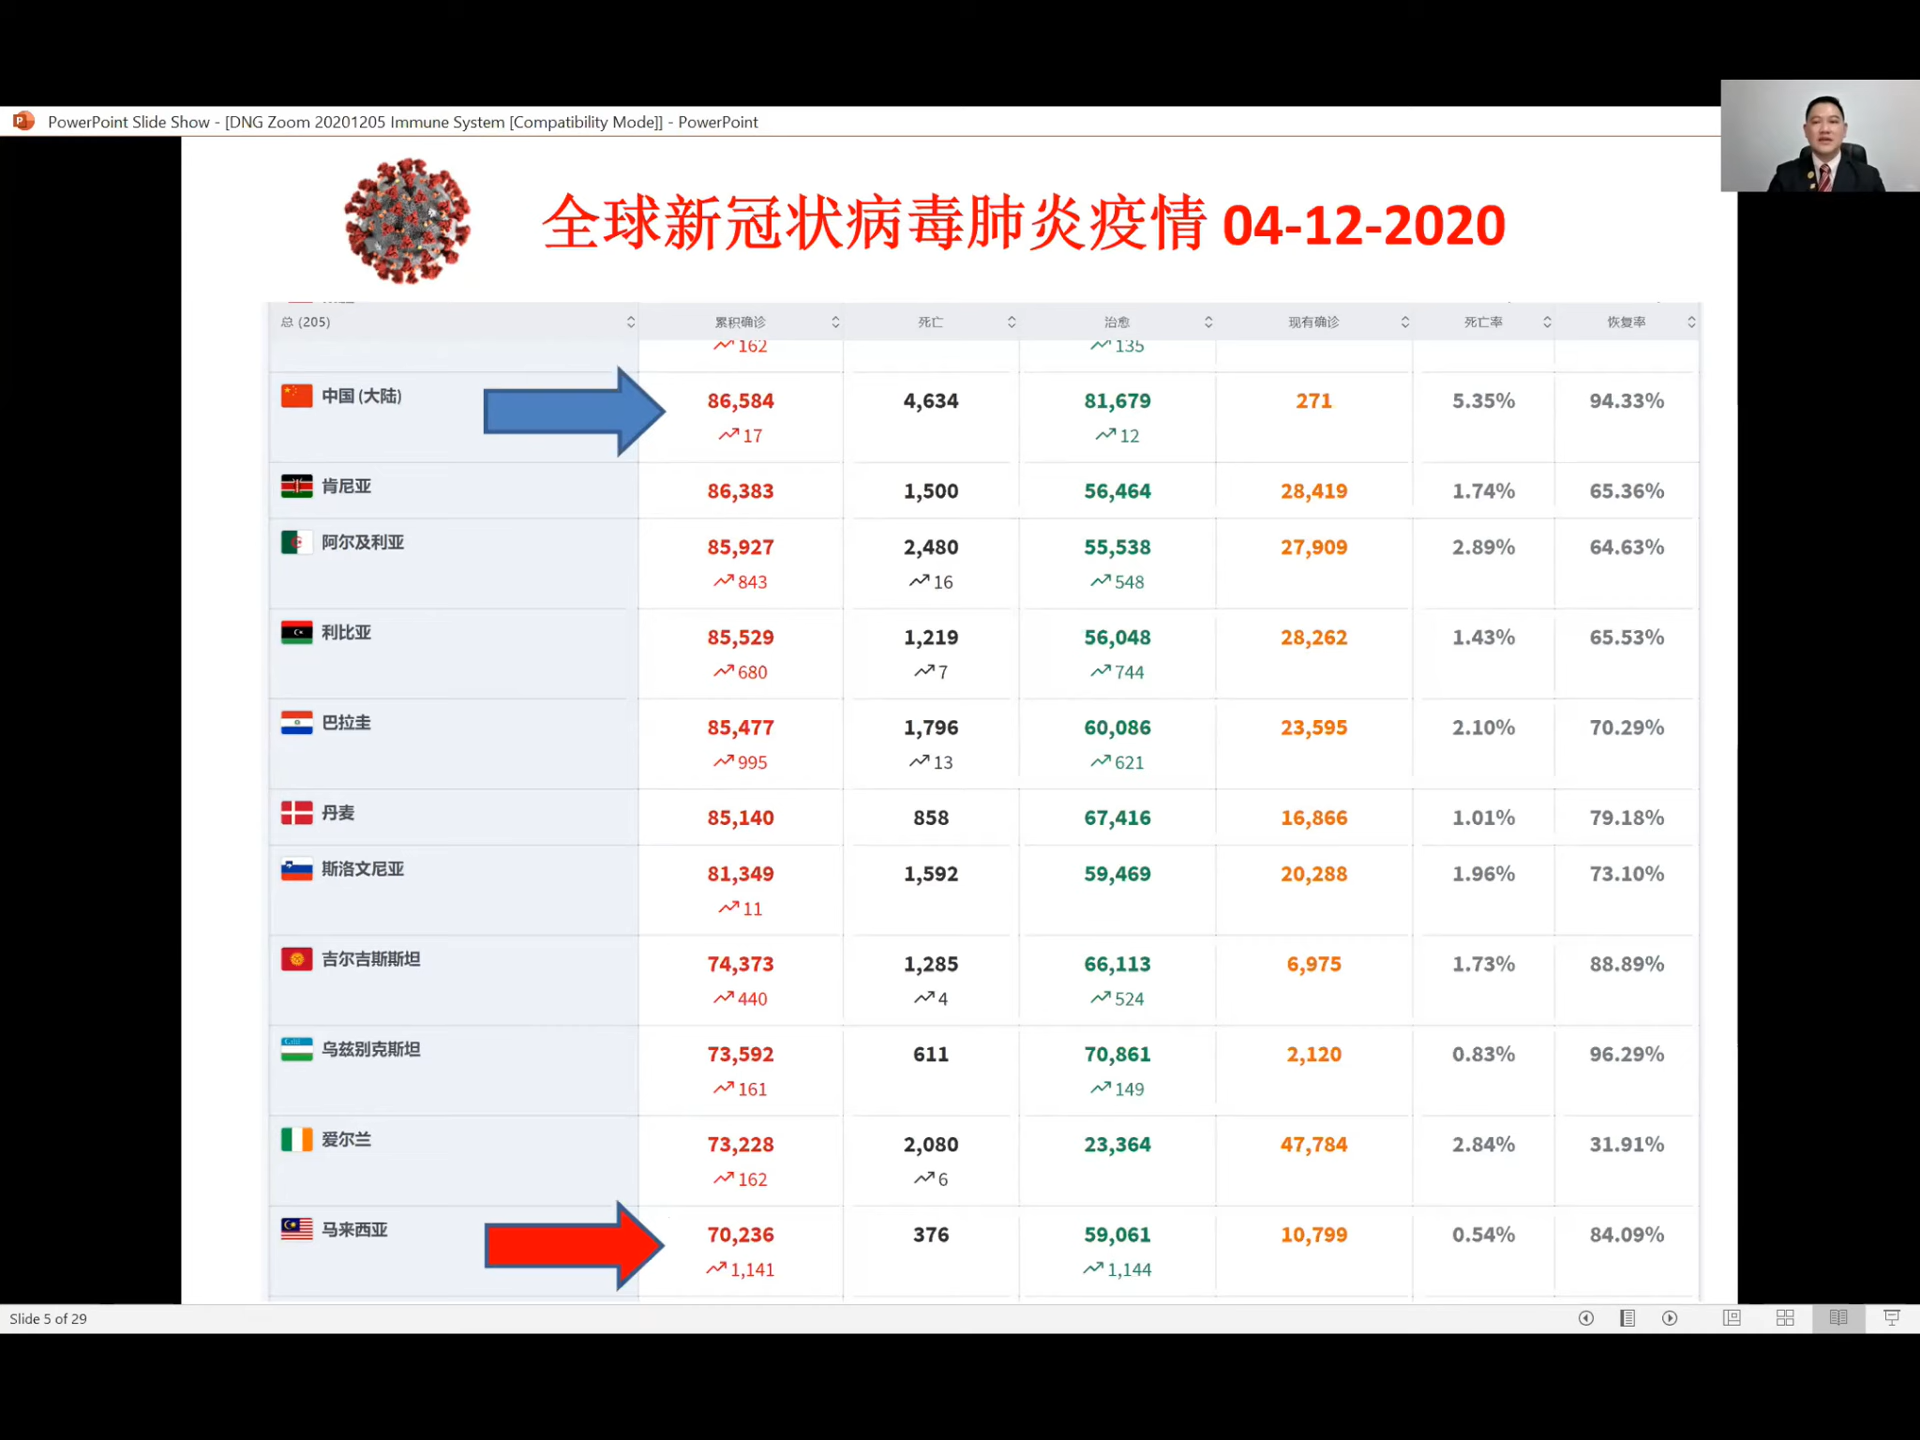 PowerPoint Slide Show - [DNG Zoom 20201205 Immune System [Compatibility Mode]] - PowerPoint
全球新冠状病毒肺炎疫情 04-12-2020
总 (205) 累积确诊 死亡 治愈 现有确诊 死亡率 恢复率
162 135
中国 (大陆) 86,584 4,634 81,679 271 5.35% 94.33%
17 12
肯尼亚 86,383 1,500 56,464 28,419 1.74% 65.36%
阿尔及利亚 85,927 2,480 55,538 27,909 2.89% 64.63%
843 16 548
利比亚 85,529 1,219 56,048 28,262 1.43% 65.53%
680 7 744
巴拉圭 85,477 1,796 60,086 23,595 2.10% 70.29%
995 13 621
丹麦 85,140 858 67,416 16,866 1.01% 79.18%
斯洛文尼亚 81,349 1,592 59,469 20,288 1.96% 73.10%
11
吉尔吉斯斯坦 74,373 1,285 66,113 6,975 1.73% 88.89%
440 4 524
乌兹别克斯坦 73,592 611 70,861 2,120 0.83% 96.29%
161 149
爱尔兰 73,228 2,080 23,364 47,784 2.84% 31.91%
162 6
马来西亚 70,236 376 59,061 10,799 0.54% 84.09%
1,141 1,144
Slide 5 of 29